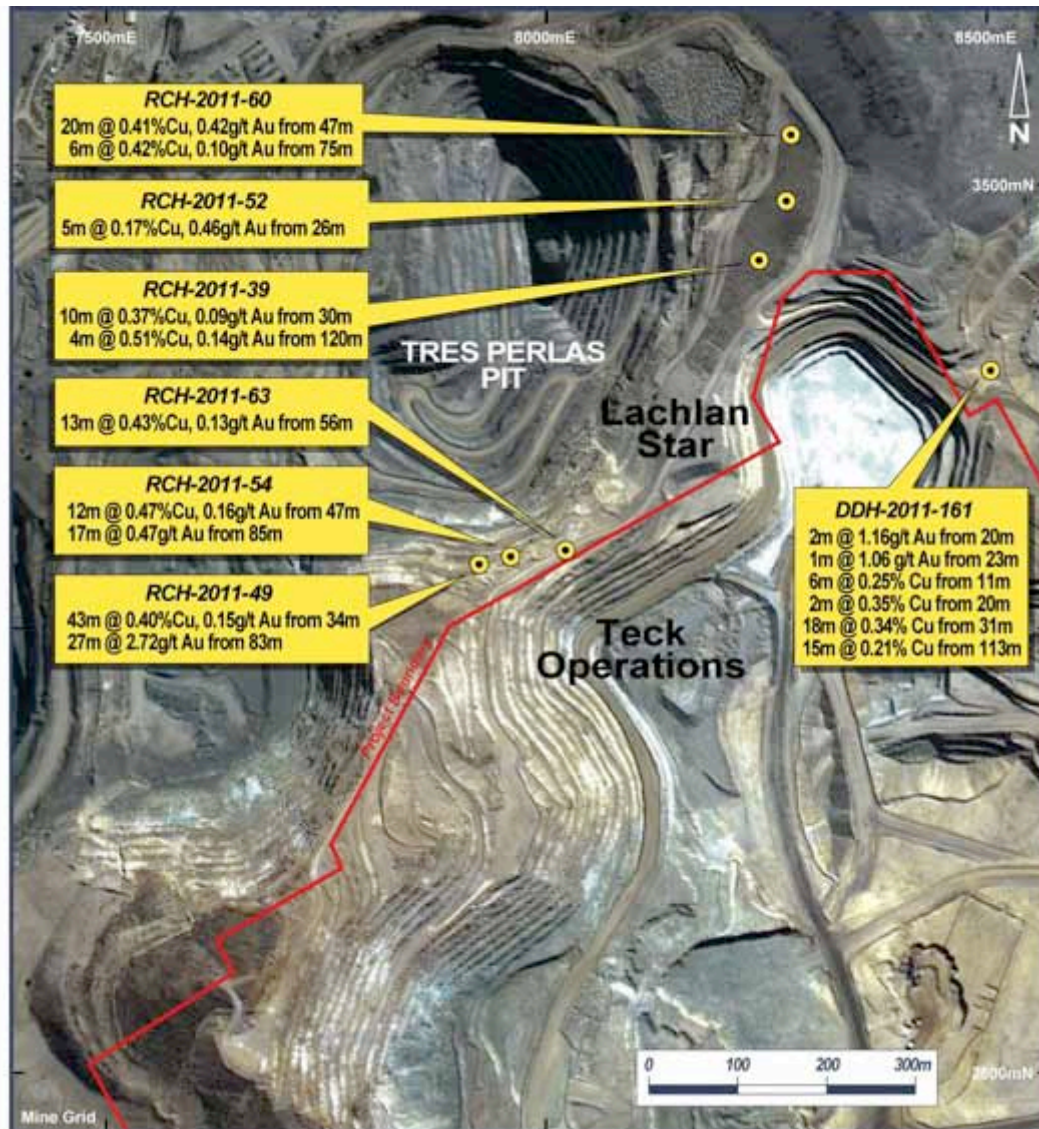 7500mE
8000mE
8500mE
N
3500mN
RCH-2011-60
20m @ 0.41%Cu, 0.42g/t Au from 47m
6m @ 0.42%Cu, 0.10g/t Au from 75m
RCH-2011-52
5m @ 0.17%Cu, 0.46g/t Au from 26m
RCH-2011-39
10m @ 0.37%Cu, 0.09g/t Au from 30m
4m @ 0.51%Cu, 0.14g/t Au from 120m
TRES PERLAS
PIT
RCH-2011-63
13m @ 0.43%Cu, 0.13g/t Au from 56m
Lachlan
Star
RCH-2011-54
12m @ 0.47%Cu, 0.16g/t Au from 47m
17m @ 0.47g/t Au from 85m
RCH-2011-49
43m @ 0.40%Cu, 0.15g/t Au from 34m
27m @ 2.72g/t Au from 83m
DDH-2011-161
2m @ 1.16g/t Au from 20m
1m @ 1.06 g/t Au from 23m
6m @ 0.25% Cu from 11m
2m @ 0.35% Cu from 20m
18m @ 0.34% Cu from 31m
15m @ 0.21% Cu from 113m
Teck
Operations
Project Boundary
0 100 200 300m
Mine Grid